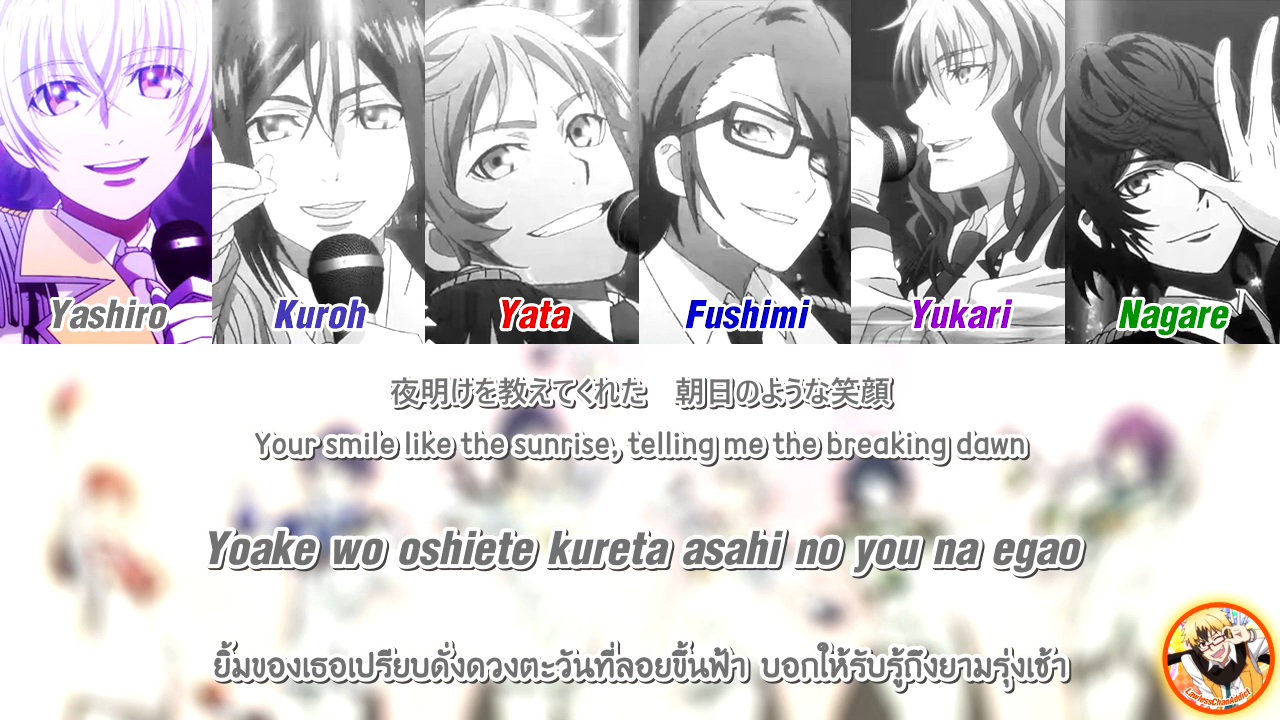 Yashiro
Kuroh
Yata
Fushimi
Yukari
Nagare
夜明けを教えてくれた　朝日のような笑顔
Your smile like the sunrise, telling me the breaking dawn
Yoake wo oshiete kureta asahi no you na egao
ยิ้มของเธอเปรียบดั่งดวงตะวันที่ลอยขึ้นฟ้า บอกให้รับรู้ถึงยามรุ่งเช้า
LawlessChanAddict